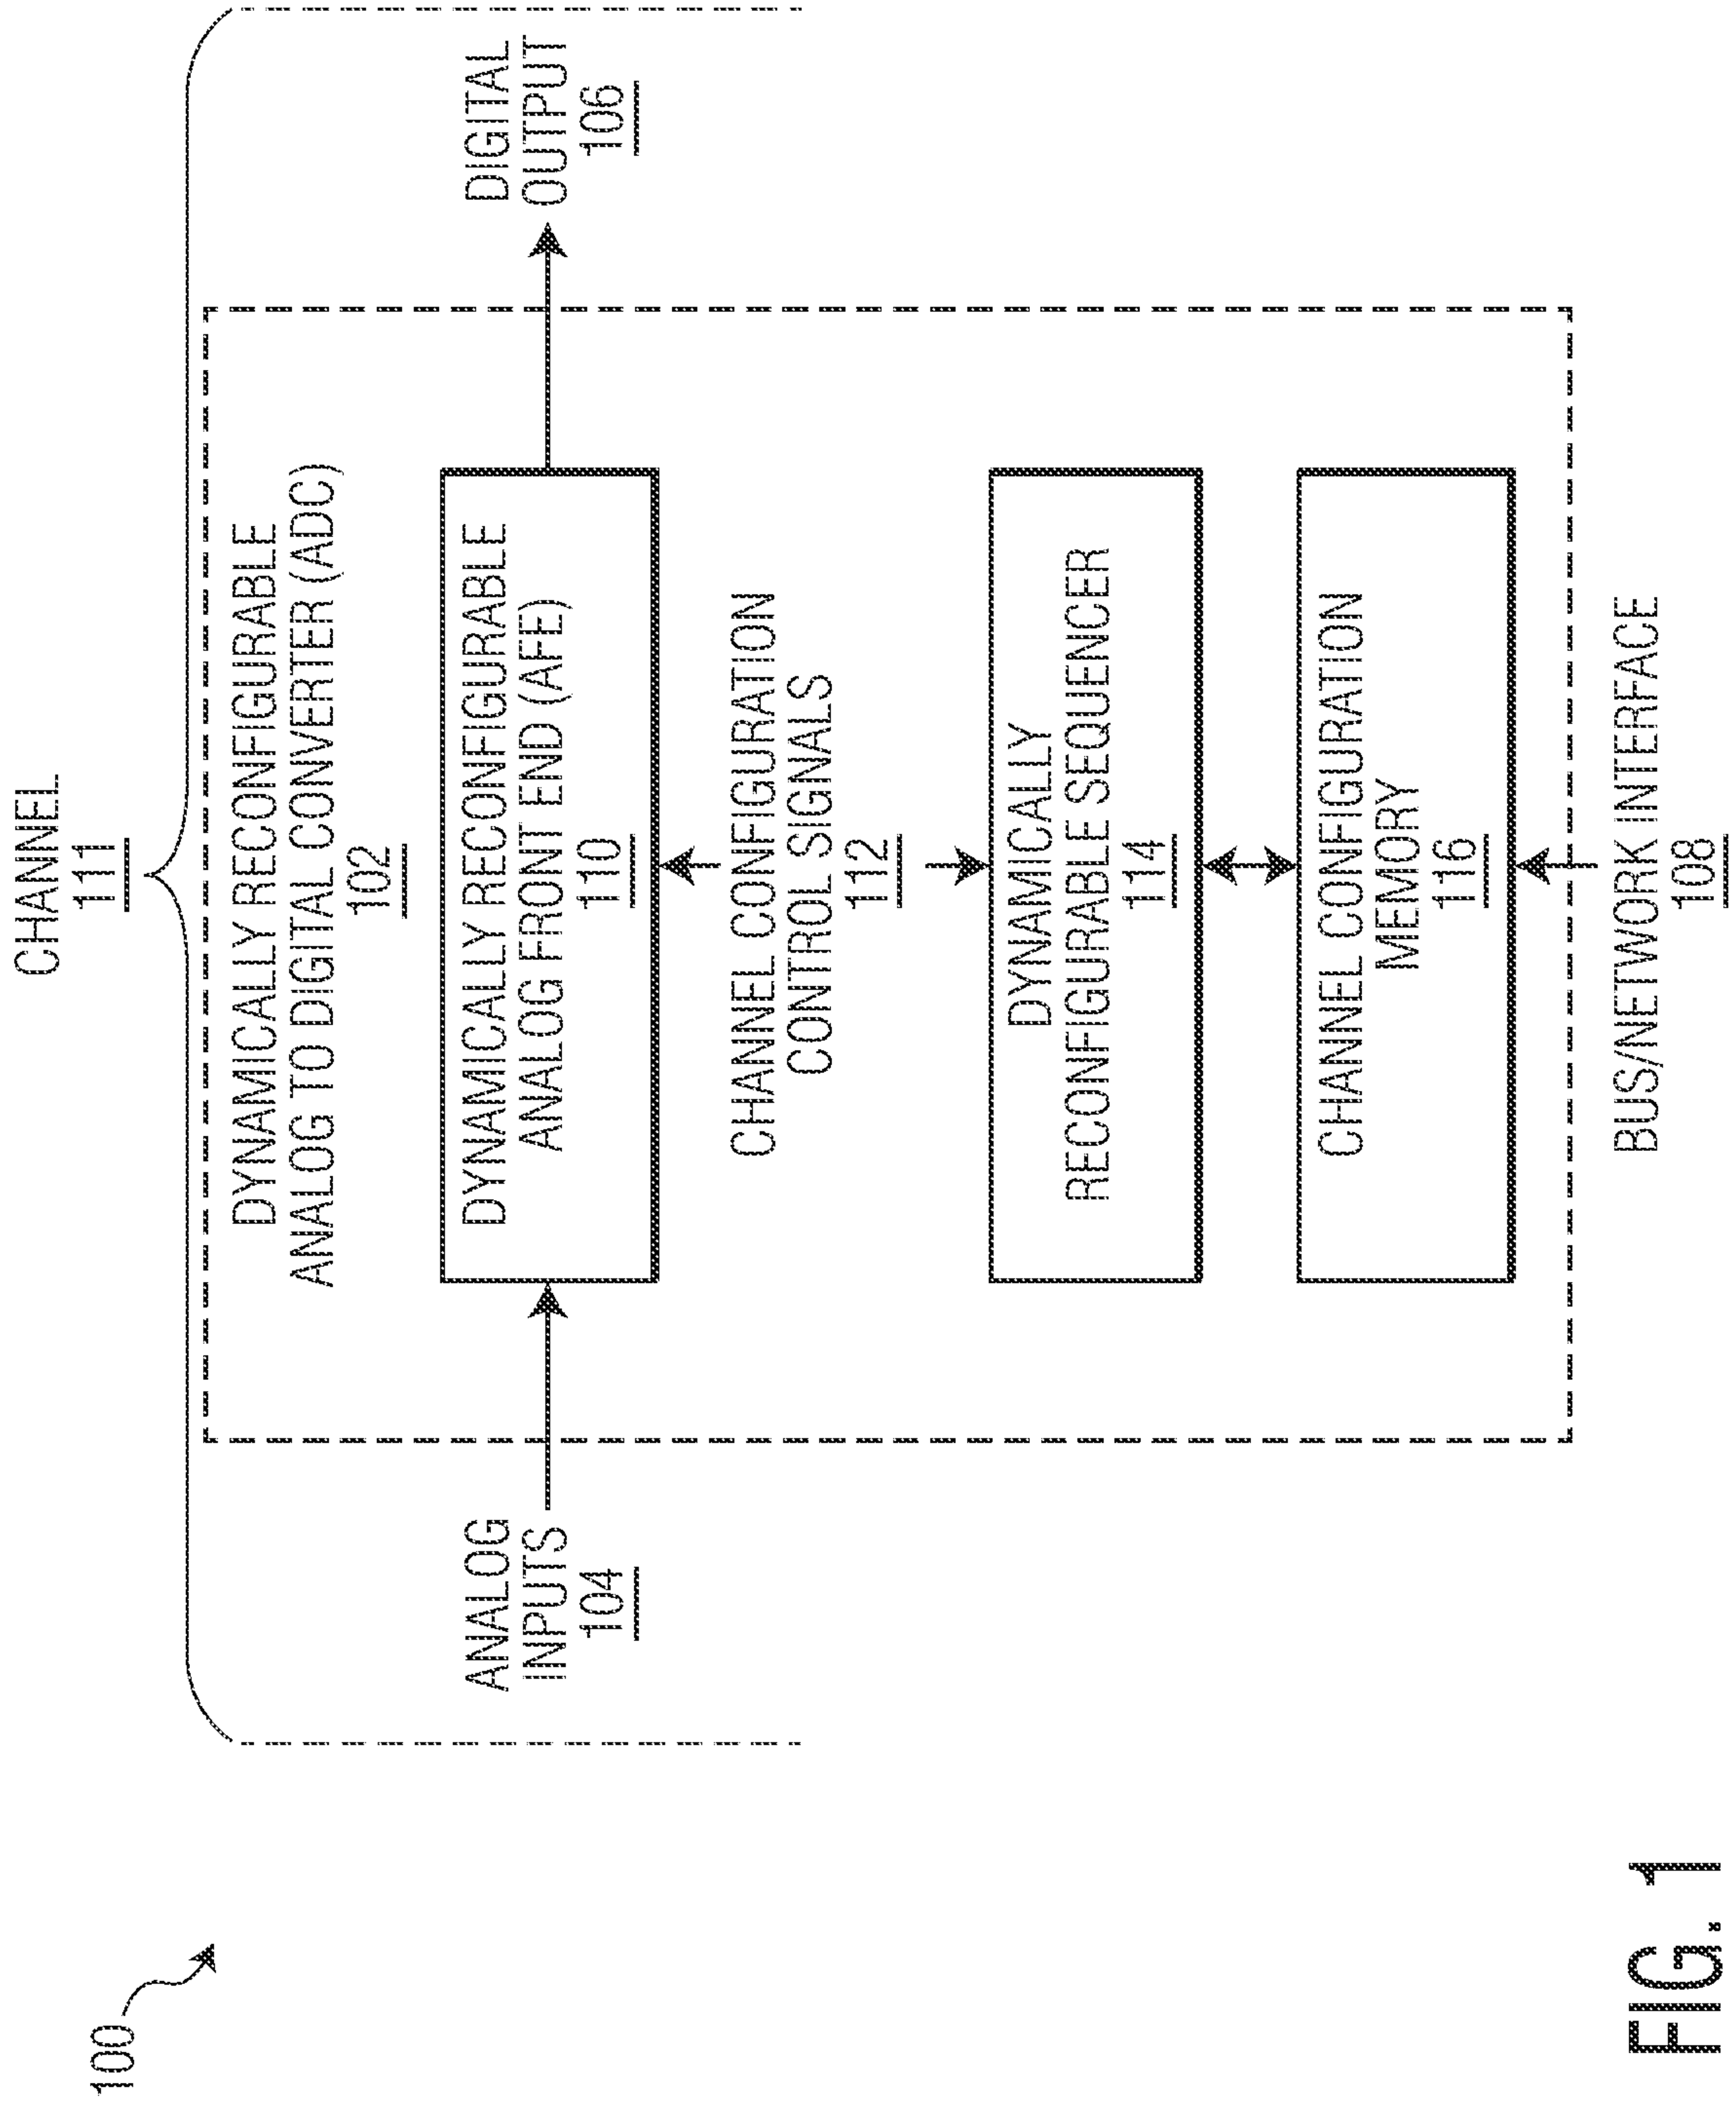 100
CHANNEL
111
DYNAMICALLY RECONFIGURABLE
ANALOG TO DIGITAL CONVERTER (ADC)
102
ANALOG
INPUTS
104
DYNAMICALLY RECONFIGURABLE
ANALOG FRONT END (AFE)
110
DIGITAL
OUTPUT
106
CHANNEL CONFIGURATION
CONTROL SIGNALS
112
DYNAMICALLY
RECONFIGURABLE SEQUENCER
114
CHANNEL CONFIGURATION
MEMORY
116
BUS/NETWORK INTERFACE
108
FIG. 1